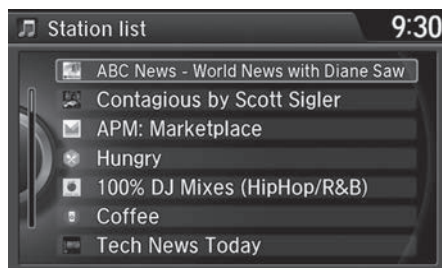 Station list
9:30
ABC News - World News with Diane Saw
Contagious by Scott Sigler
APM: Marketplace
Hungry
100% DJ Mixes (HipHop/R&B)
Coffee
Tech News Today